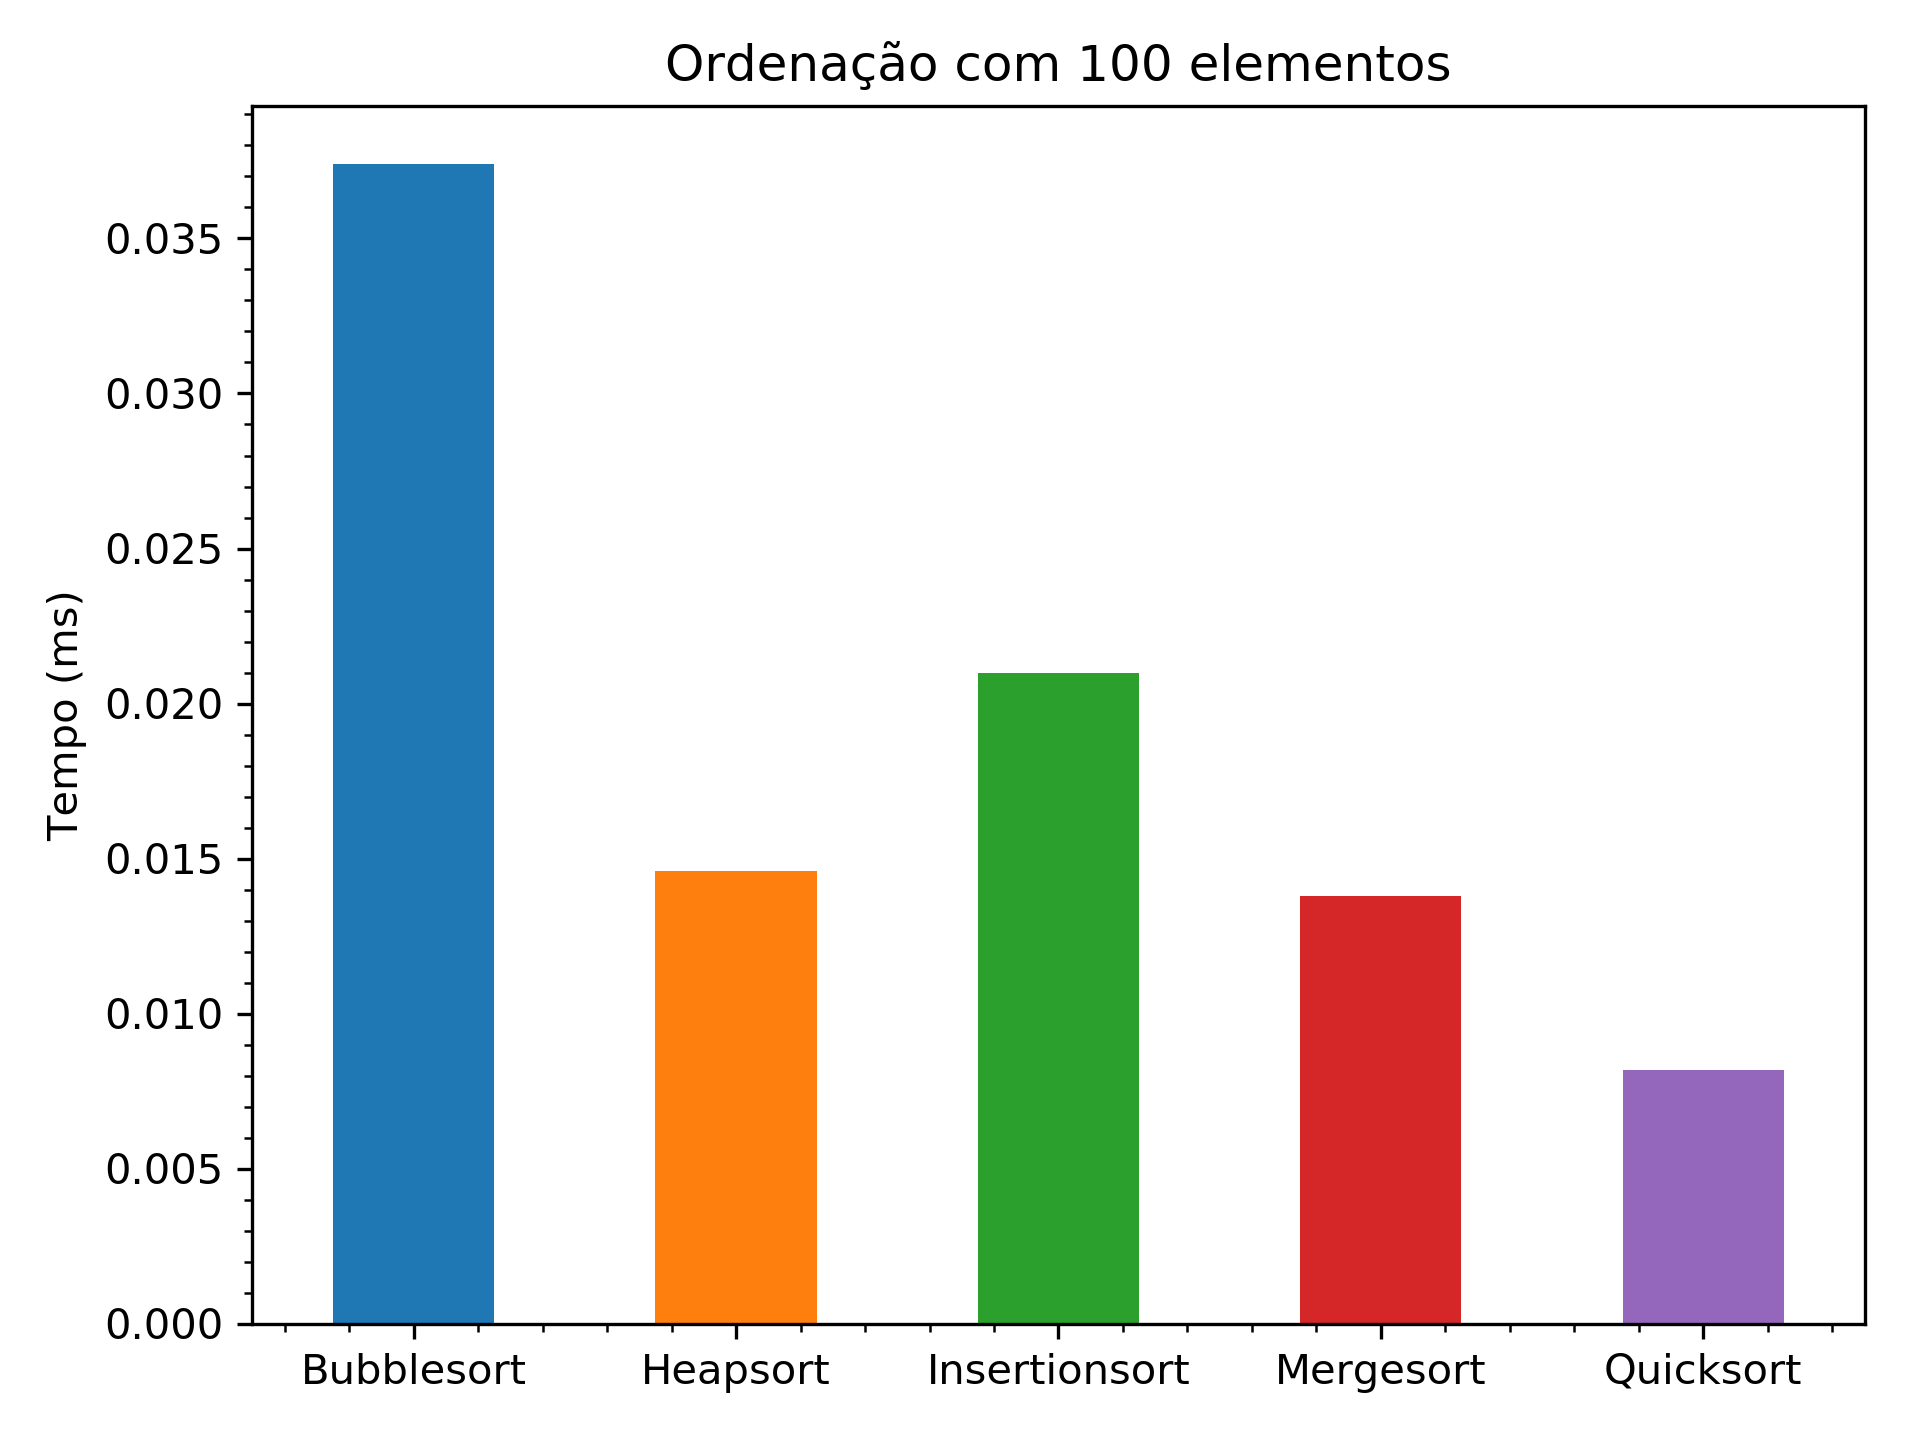 Ordenação com 100 elementos
Tempo (ms)
0.035
0.030
0.025
0.020
0.015
0.010
0.005
0.000
Bubblesort Heapsort Insertionsort Mergesort Quicksort